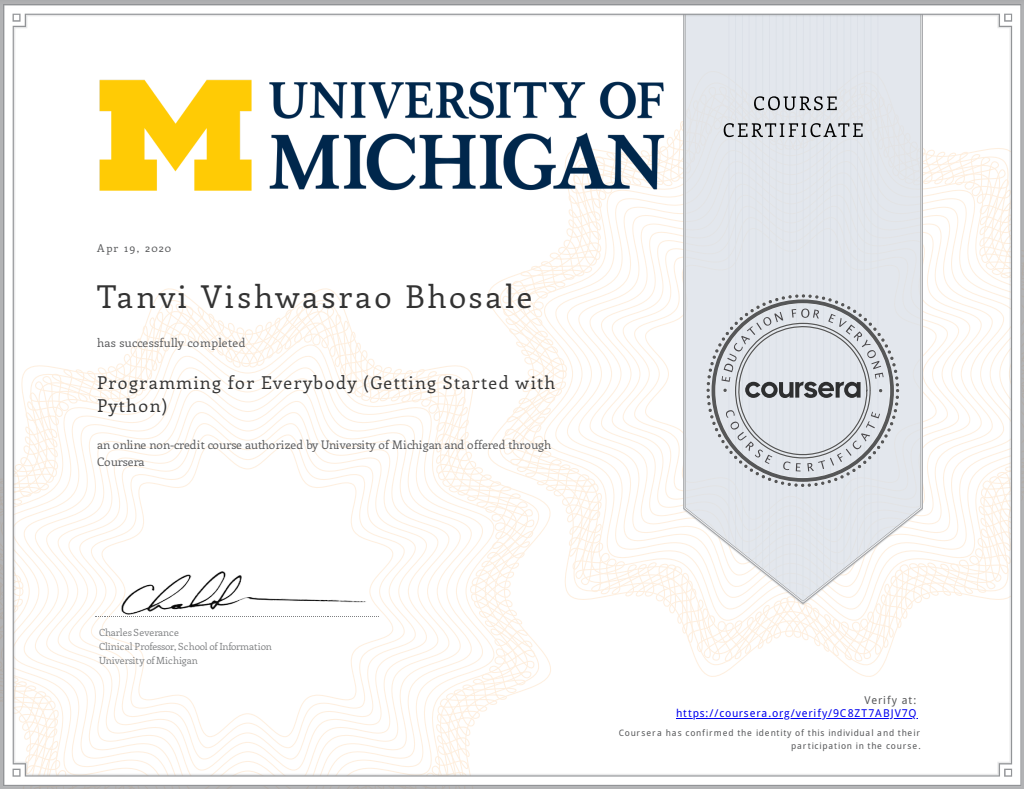 UNIVERSITY OF
MICHIGAN
COURSE
CERTIFICATE
Apr 19, 2020
Tanvi Vishwasrao Bhosale
has successfully completed
Programming for Everybody (Getting Started with
Python)
an online non-credit course authorized by University of Michigan and offered through
Coursera
EDUCATION FOR EVERYONE
coursera
COURSE CERTIFICATE
Charles Severance
Clinical Professor, School of Information
University of Michigan
Verify at:
https://coursera.org/verify/9C8ZT7ABJV7Q
Coursera has confirmed the identity of this individual and their
participation in the course.